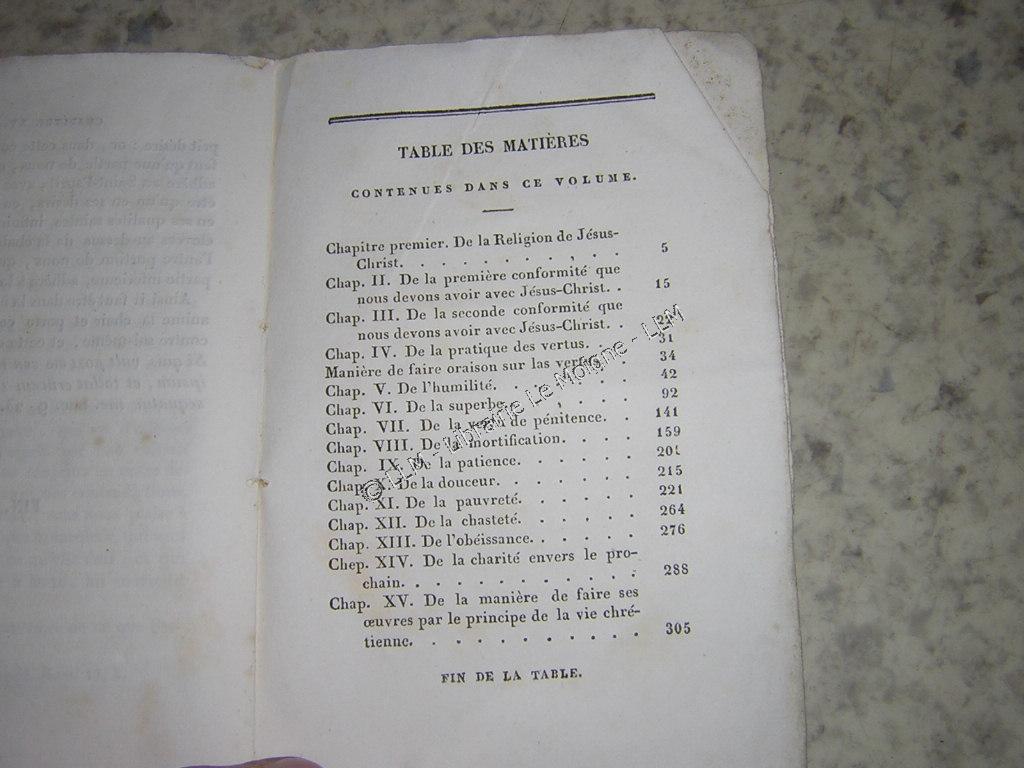 TABLE DES MATIÈRES
CONTENUES DANS CE VOLUME.
Chapitre premier. De la Religion de Jésus-
Christ. . . . . . . . . . . 5
Chap. II. De la première conformité que
nous devons avoir avec Jésus-Christ. . 15
Chap. III. De la seconde conformité que
nous devons avoir avec Jésus-Christ. .
Chap. IV. De la pratique des vertus. . 31
Manière de faire oraison sur las vertus. . 34
Chap. V. De l'humilité. . . . . . . 42
Chap. VI. De la superbe. . . . . . 92
Chap. VII. De la vertu de pénitence. . 141
Chap. VIII. De la mortification. . . . 159
Chap. IX. De la patience. . . . . . 201
Chap. X. De la douceur. . . . . . . 215
Chap. XI. De la pauvreté. . . . . . 221
Chap. XII. De la chasteté. . . . . . 264
Chap. XIII. De l'obéissance. . . . . . 276
Chep. XIV. De la charité envers le pro-
chain. . . . . . . . . . . . 288
Chap. XV. De la manière de faire ses
œuvres par le principe de la vie chré-
tienne. . . . . . . . . . 305
FIN DE LA TABLE.
© LLM - Librairie Le Moigne - LLM